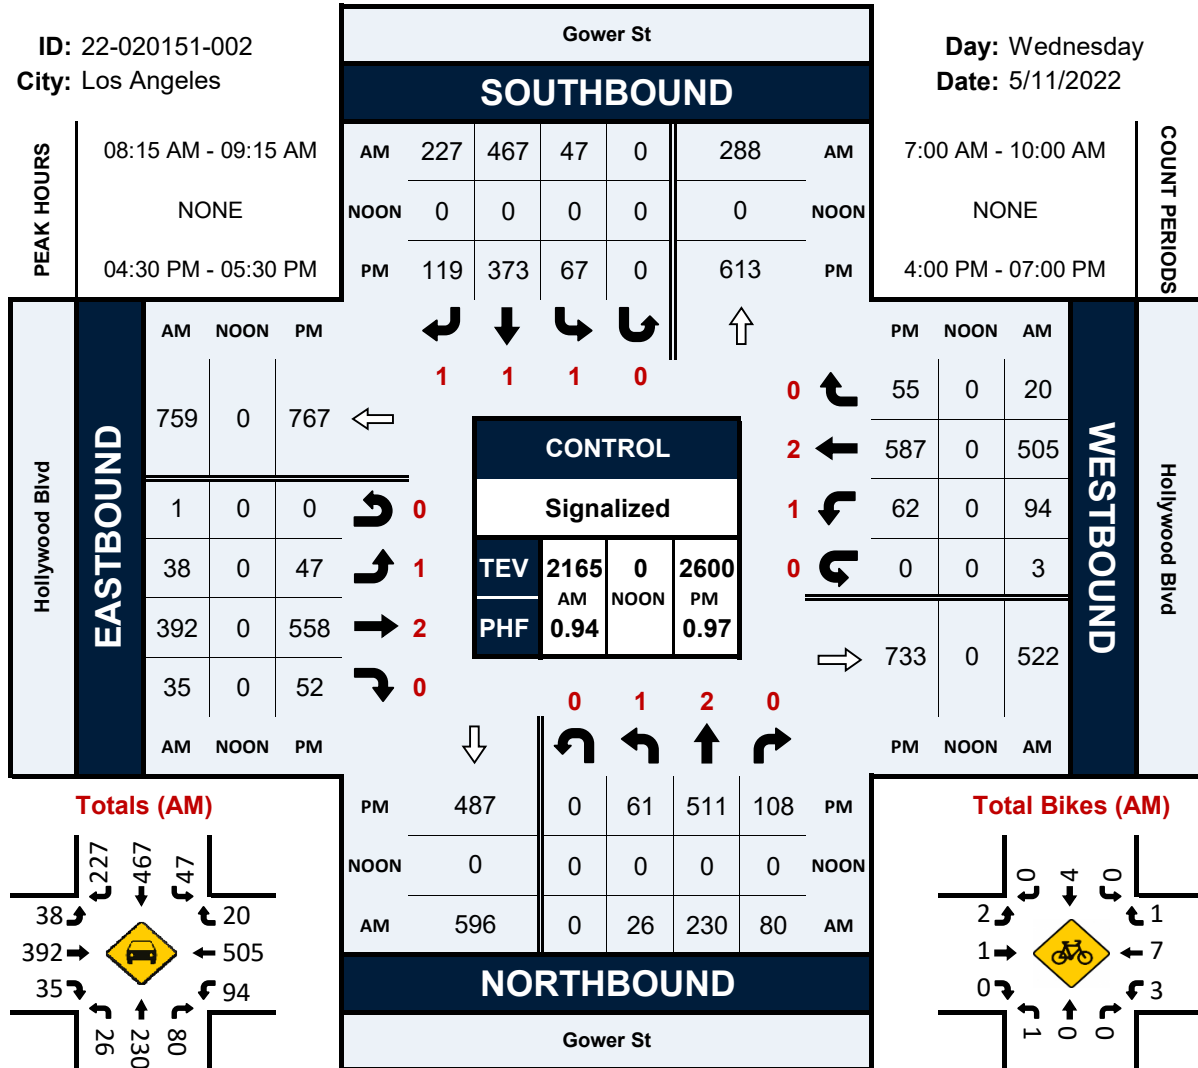 Gower St
ID: 22-020151-002
City: Los Angeles
Day: Wednesday
Date: 5/11/2022
SOUTHBOUND
PEAK HOURS
08:15 AM - 09:15 AM
NONE
04:30 PM - 05:30 PM
AM 227 467 47 0 288 AM
NOON 0 0 0 0 0 NOON
PM 119 373 67 0 613 PM
7:00 AM - 10:00 AM
NONE
4:00 PM - 07:00 PM
COUNT PERIODS
1 1 1 0
Hollywood Blvd
EASTBOUND
AM NOON PM
759 0 767
1 0 0 0
38 0 47 1
392 0 558 2
35 0 52 0
AM NOON PM
CONTROL
Signalized
TEV 2165 0 2600
AM NOON PM
PHF 0.94 0.97
PM NOON AM
0 55 0 20
2 587 0 505
1 62 0 94
0 0 0 3
733 0 522
PM NOON AM
WESTBOUND
Hollywood Blvd
0 1 2 0
PM 487 0 61 511 108 PM
NOON 0 0 0 0 0 NOON
AM 596 0 26 230 80 AM
NORTHBOUND
Gower St
Totals (AM)
227 467 47
38 20
392 505
35 94
26 230 80
Total Bikes (AM)
0 4 0
2 1
1 7
0 3
1 0 0